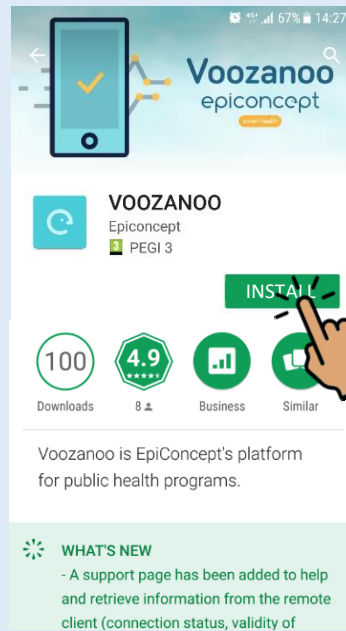 4G+ 67% 14:27
Voozanoo
epiconcept
smart health
VOOZANOO
Epiconcept
3 PEGI 3
INSTALL
100
4.9
Downloads
8
Business
Similar
Voozanoo is EpiConcept's platform
for public health programs.
WHAT'S NEW
- A support page has been added to help
and retrieve information from the remote
client (connection status, validity of